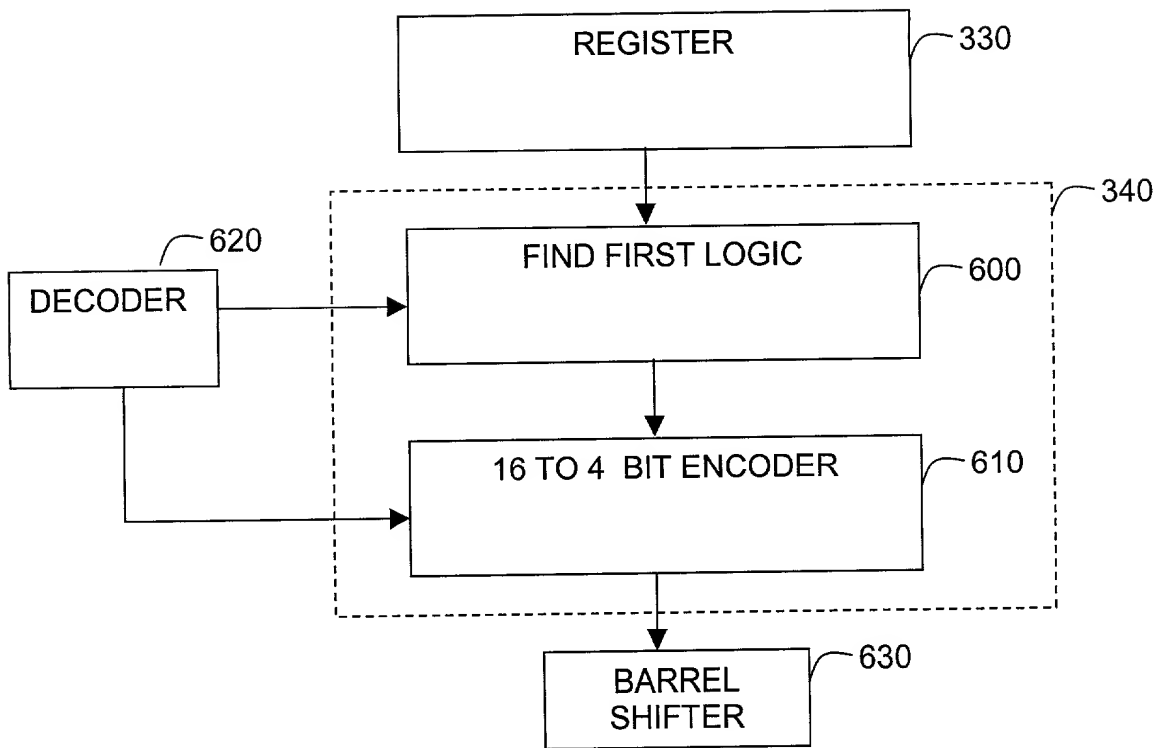 REGISTER
330
340
FIND FIRST LOGIC
600
620
DECODER
16 TO 4 BIT ENCODER
610
630
BARREL
SHIFTER